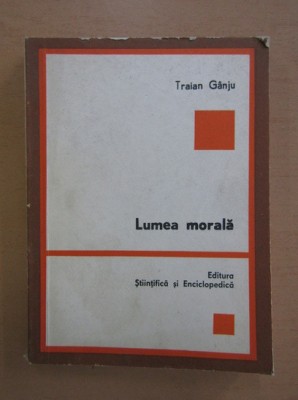 Traian Gânju
Lumea morală
Editura
Științifică și Enciclopedică